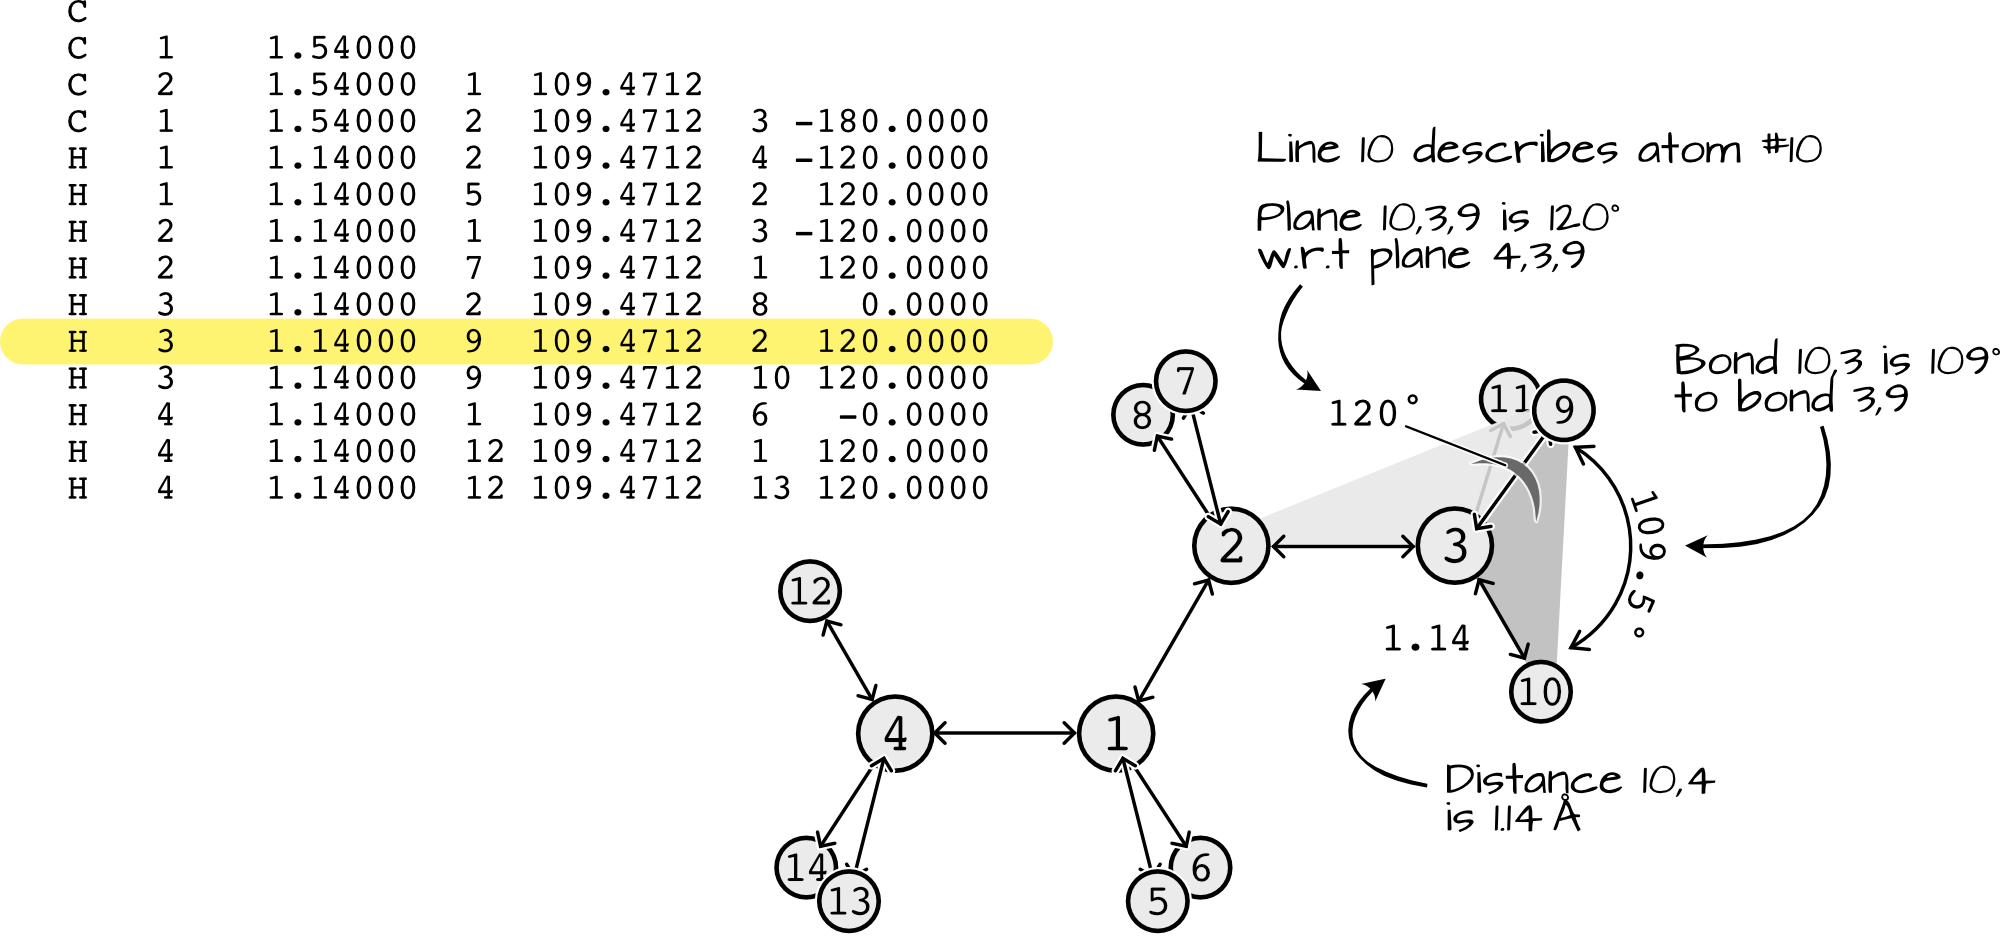 C
C 1 1.54000
C 2 1.54000 1 109.4712
C 1 1.54000 2 109.4712 3 -180.0000
H 1 1.14000 2 109.4712 4 -120.0000
H 1 1.14000 5 109.4712 2 120.0000
H 2 1.14000 1 109.4712 3 -120.0000
H 2 1.14000 7 109.4712 1 120.0000
H 3 1.14000 2 109.4712 8 0.0000
H 3 1.14000 9 109.4712 2 120.0000
H 3 1.14000 9 109.4712 10 120.0000
H 4 1.14000 1 109.4712 6 -0.0000
H 4 1.14000 12 109.4712 1 120.0000
H 4 1.14000 12 109.4712 13 120.0000
Line 10 describes atom #10
Plane 10,3,9 is 120°
w.r.t plane 4,3,9
Bond 10,3 is 109°
to bond 3,9
120°
7
8
11
9
109.5°
2
3
12
1.14
10
4
1
Distance 10,4
is 1.14 Å
14
13
6
5